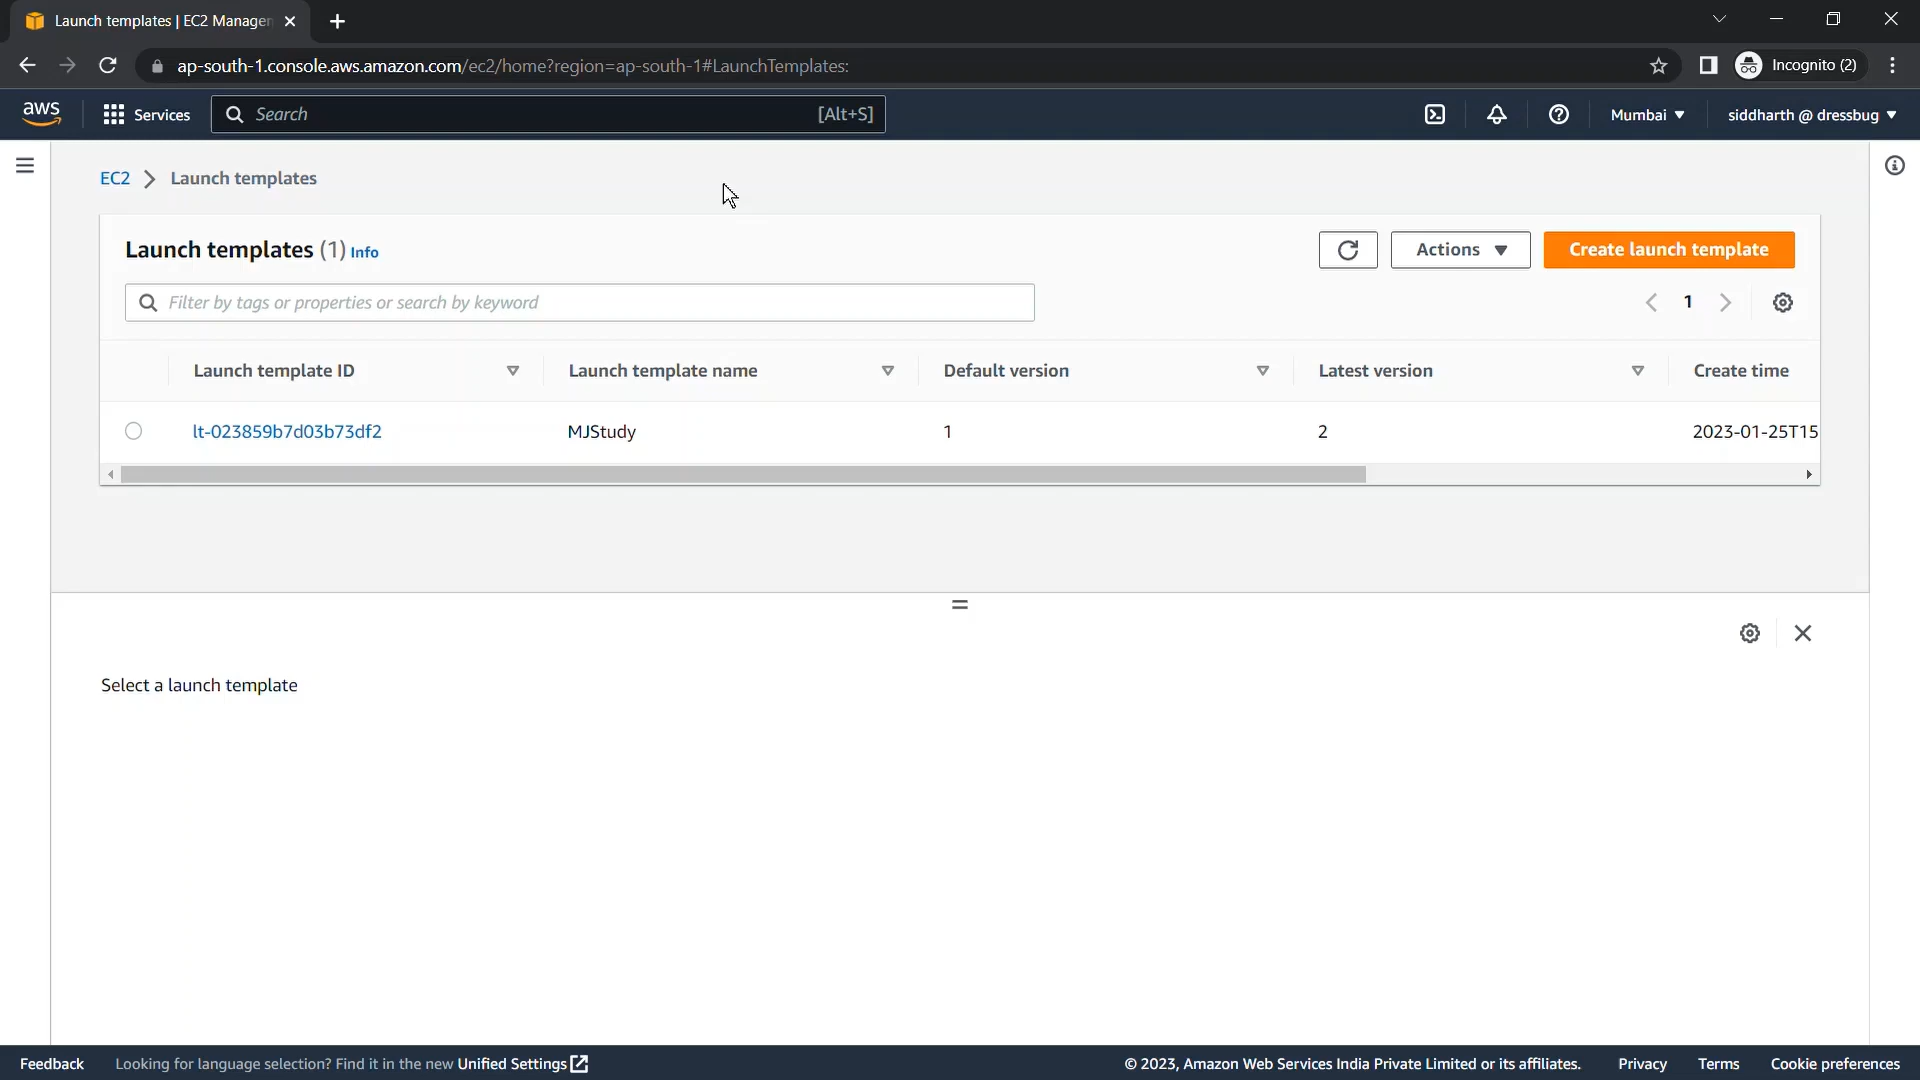 Launch templates | EC2 Manager
ap-south-1.console.aws.amazon.com/ec2/home?region=ap-south-1#LaunchTemplates:
Incognito (2)
aws
Services
Search
[Alt+S]
Mumbai
siddharth @ dressbug
EC2
Launch templates
Launch templates (1) Info
Actions
Create launch template
Filter by tags or properties or search by keyword
1
Launch template ID
Launch template name
Default version
Latest version
Create time
lt-023859b7d03b73df2
MJStudy
1
2
2023-01-25T15
Select a launch template
Feedback
Looking for language selection? Find it in the new Unified Settings
© 2023, Amazon Web Services India Private Limited or its affiliates.
Privacy
Terms
Cookie preferences